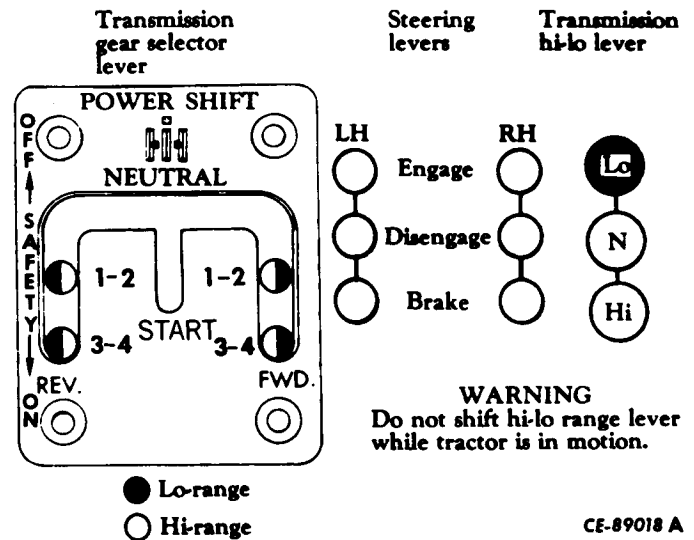 Transmission
gear selector
lever
Steering
levers
Transmission
hi-lo lever
POWER SHIFT
IH
NEUTRAL
OFF ← SAFETY → ON
1-2
1-2
START
3-4
3-4
REV.
FWD.
LH
RH
Engage
Disengage
Brake
Lo
N
Hi
WARNING
Do not shift hi-lo range lever
while tractor is in motion.
Lo-range
Hi-range
CE-89018 A